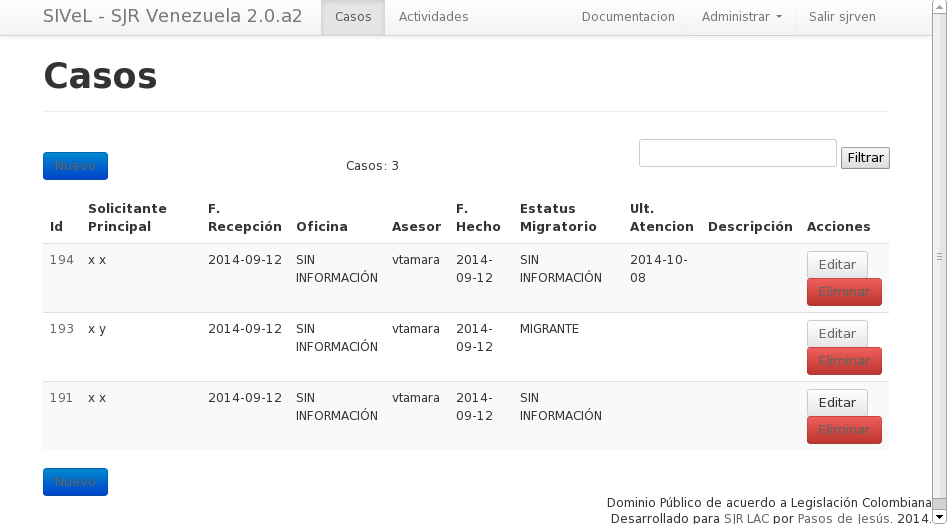 SIVeL - SJR Venezuela 2.0.a2 Casos Actividades Documentacion Administrar Salir sjrven
Casos
Nuevo Casos: 3 Filtrar
Id Solicitante Principal F. Recepción Oficina Asesor F. Hecho Estatus Migratorio Ult. Atencion Descripción Acciones
194 x x 2014-09-12 SIN INFORMACIÓN vtamara 2014-09-12 SIN INFORMACIÓN 2014-10-08 Editar Eliminar
193 x y 2014-09-12 SIN INFORMACIÓN vtamara 2014-09-12 MIGRANTE Editar Eliminar
191 x x 2014-09-12 SIN INFORMACIÓN vtamara 2014-09-12 SIN INFORMACIÓN Editar Eliminar
Nuevo
Dominio Público de acuerdo a Legislación Colombiana
Desarrollado para SJR LAC por Pasos de Jesús. 2014.